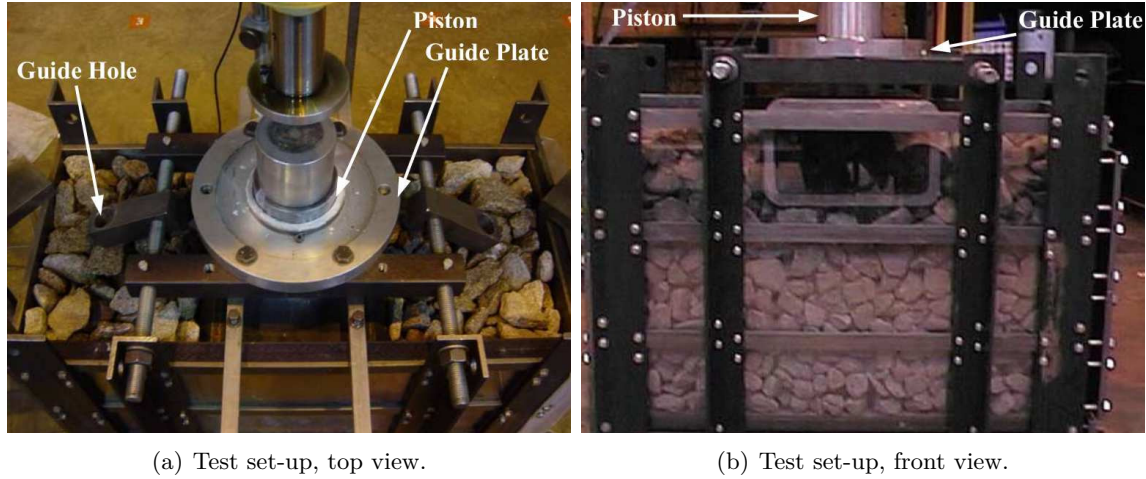 Piston
Guide Plate
Guide Hole
Piston
Guide Plate
(a) Test set-up, top view.
(b) Test set-up, front view.